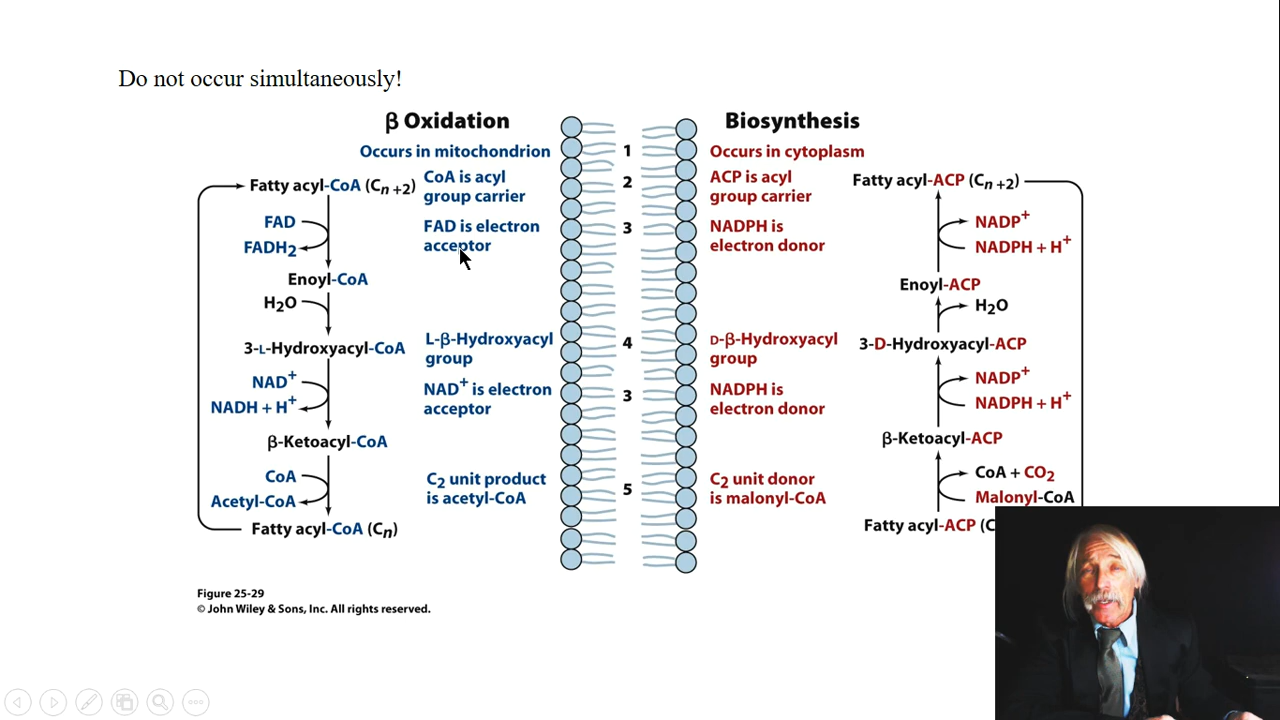 Do not occur simultaneously!
β Oxidation
Biosynthesis
Occurs in mitochondrion
1
Occurs in cytoplasm
Fatty acyl-CoA (Cn +2)
CoA is acyl
group carrier
2
ACP is acyl
group carrier
Fatty acyl-ACP (Cn +2)
FAD
FADH2
FAD is electron
acceptor
3
NADPH is
electron donor
NADP+
NADPH + H+
Enoyl-CoA
Enoyl-ACP
H2O
H2O
3-L-Hydroxyacyl-CoA
L-β-Hydroxyacyl
group
4
D-β-Hydroxyacyl
group
3-D-Hydroxyacyl-ACP
NAD+
NADH + H+
NAD+ is electron
acceptor
3
NADPH is
electron donor
NADP+
NADPH + H+
β-Ketoacyl-CoA
β-Ketoacyl-ACP
CoA
Acetyl-CoA
C2 unit product
is acetyl-CoA
5
C2 unit donor
is malonyl-CoA
CoA + CO2
Malonyl-CoA
Fatty acyl-CoA (Cn)
Fatty acyl-ACP (C
Figure 25-29
© John Wiley & Sons, Inc. All rights reserved.